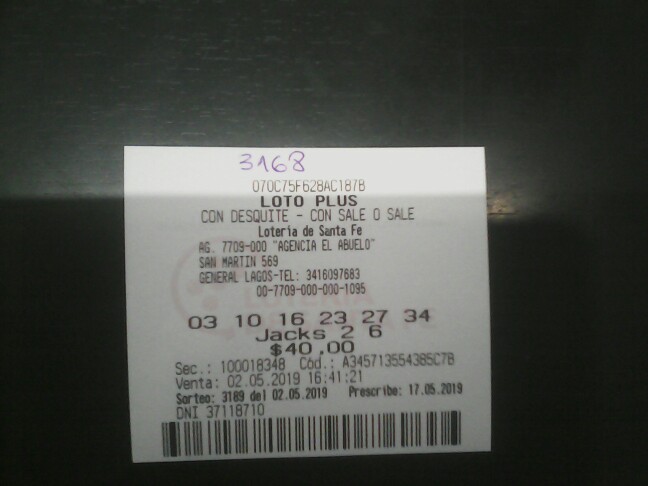 3168
070C75F628AC187B
LOTO PLUS
CON DESQUITE - CON SALE O SALE
Lotería de Santa Fe
AG. 7709-000 "AGENCIA EL ABUELO"
SAN MARTIN 569
GENERAL LAGOS-TEL: 3416097683
00-7709-000-000-1095
LOTERIA
03 10 16 23 27 34
Jacks 2 6
$40.00
Sec.: 100018348 Cód.: A345713554385C7B
Venta: 02.05.2019 16:41:21
Sorteo: 3189 del 02.05.2019 Prescribe: 17.05.2019
DNI 37118710